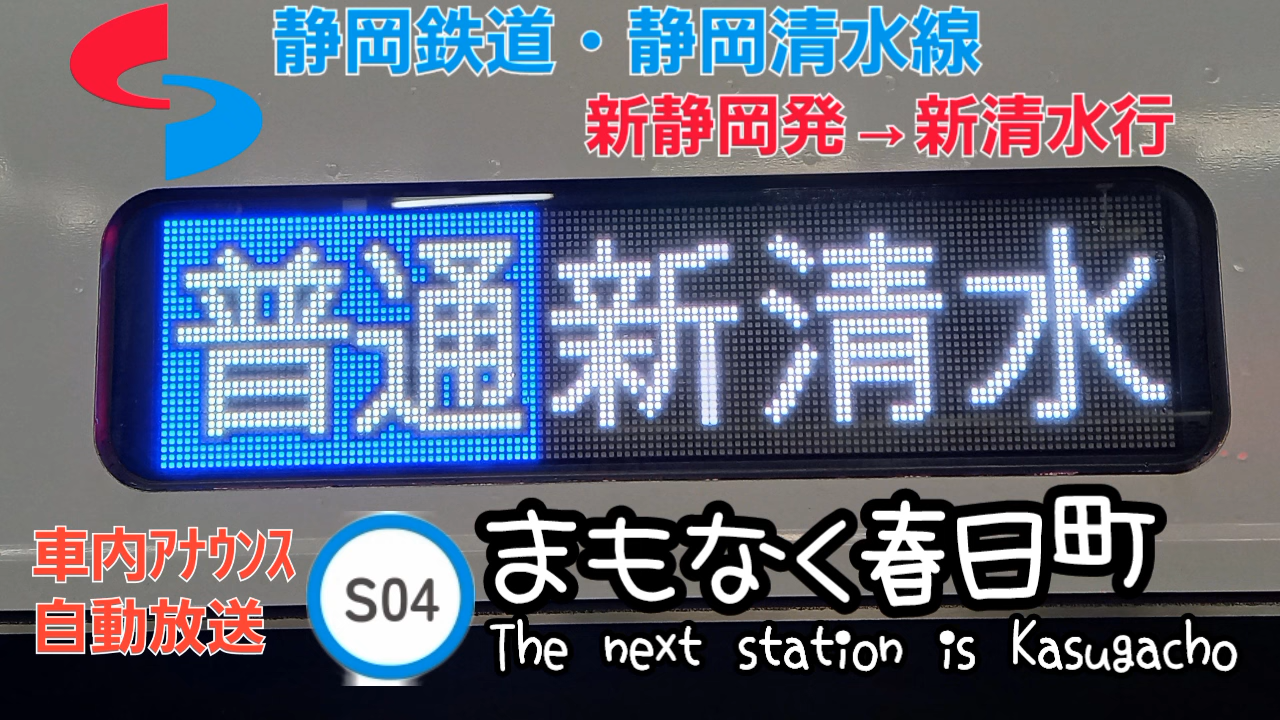 静岡鉄道・静岡清水線
新静岡発→新清水行
普通新清水
車内ｱﾅｳﾝｽ
自動放送
S04
まもなく春日町
The next station is Kasugacho